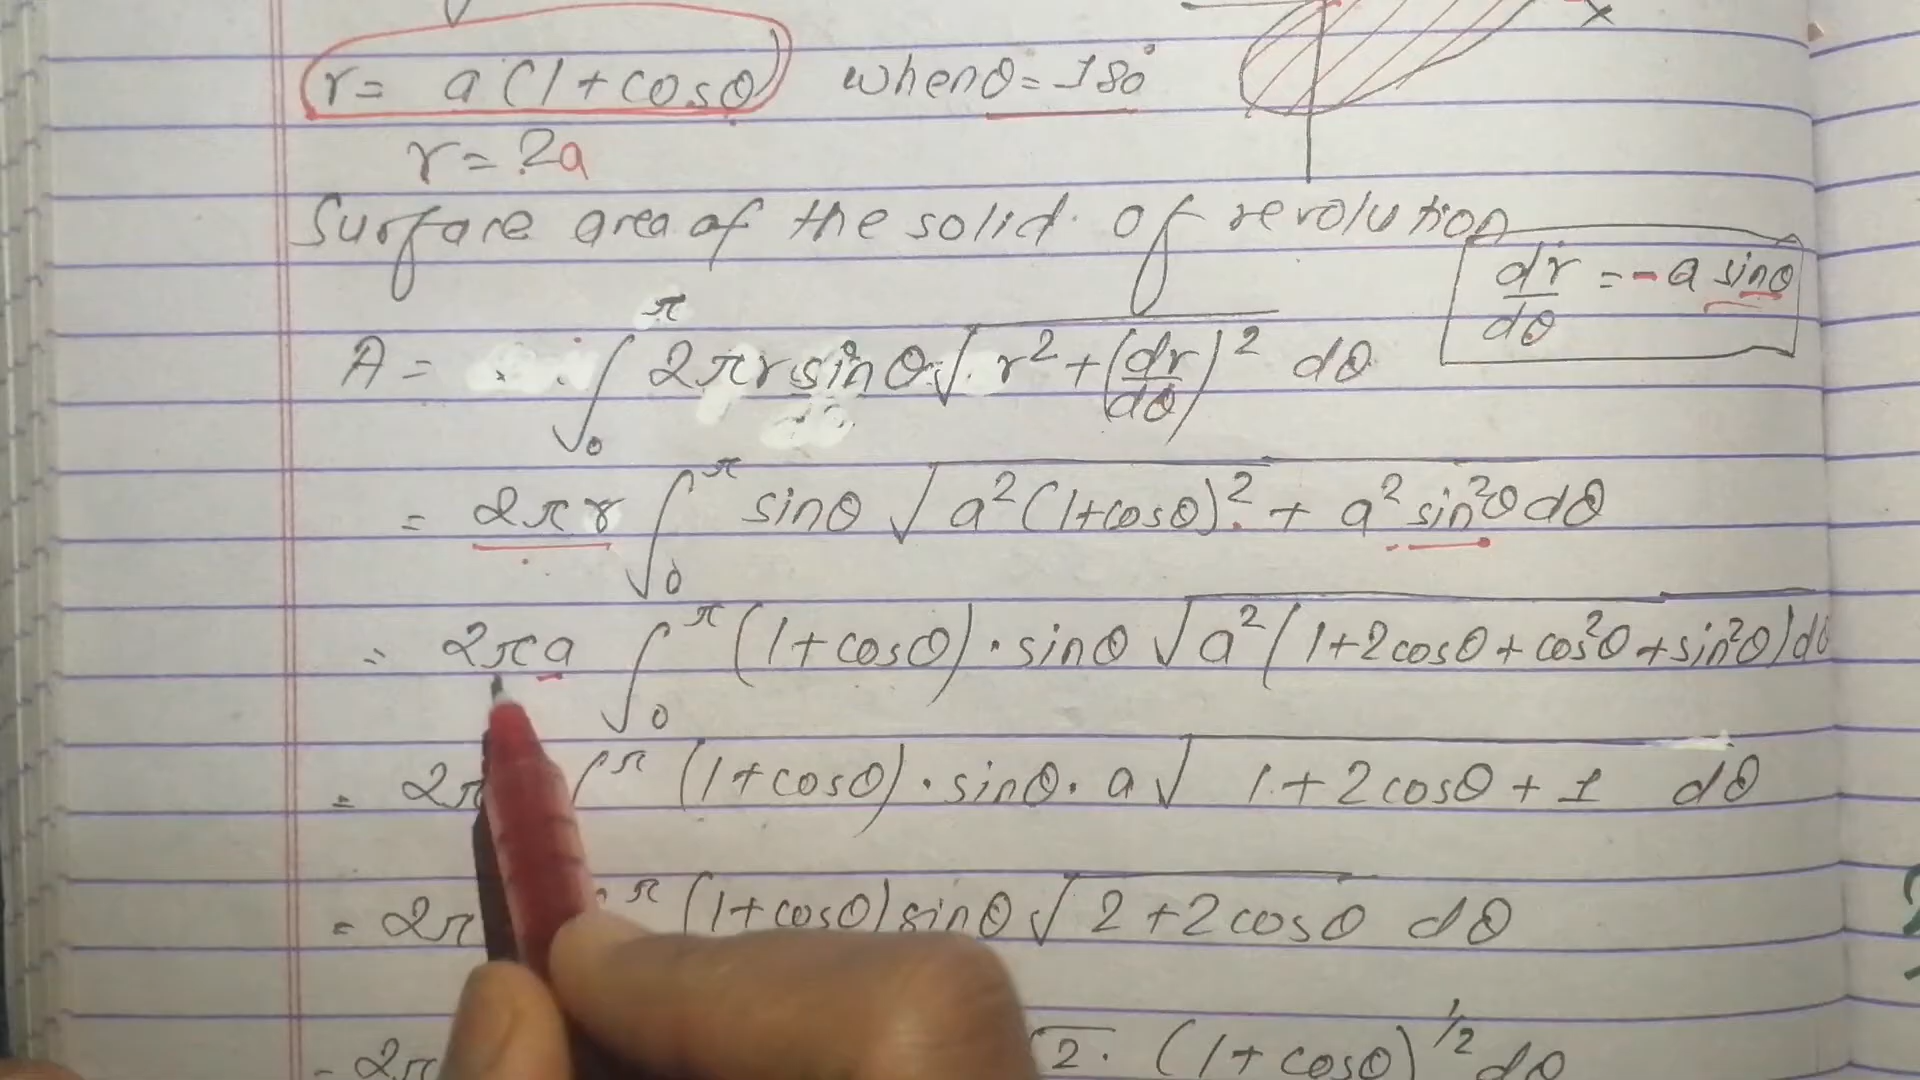 r = a(1+cosθ) when θ = 180°
r = 2a
X
Surface area of the solid of revolution
dr/dθ = -a sinθ
A = ∫₀^π 2πr sinθ √(r² + (dr/dθ)²) dθ
= 2πr ∫₀^π sinθ √(a²(1+cosθ)² + a² sin²θ) dθ
= 2πa ∫₀^π (1+cosθ)·sinθ √(a²(1+2cosθ+cos²θ+sin²θ)) dθ
= 2π ∫^π (1+cosθ)·sinθ·a√(1+2cosθ+1) dθ
= 2π ^π (1+cosθ) sinθ √(2+2cosθ) dθ
= 2π √2·(1+cosθ)^1/2 dθ